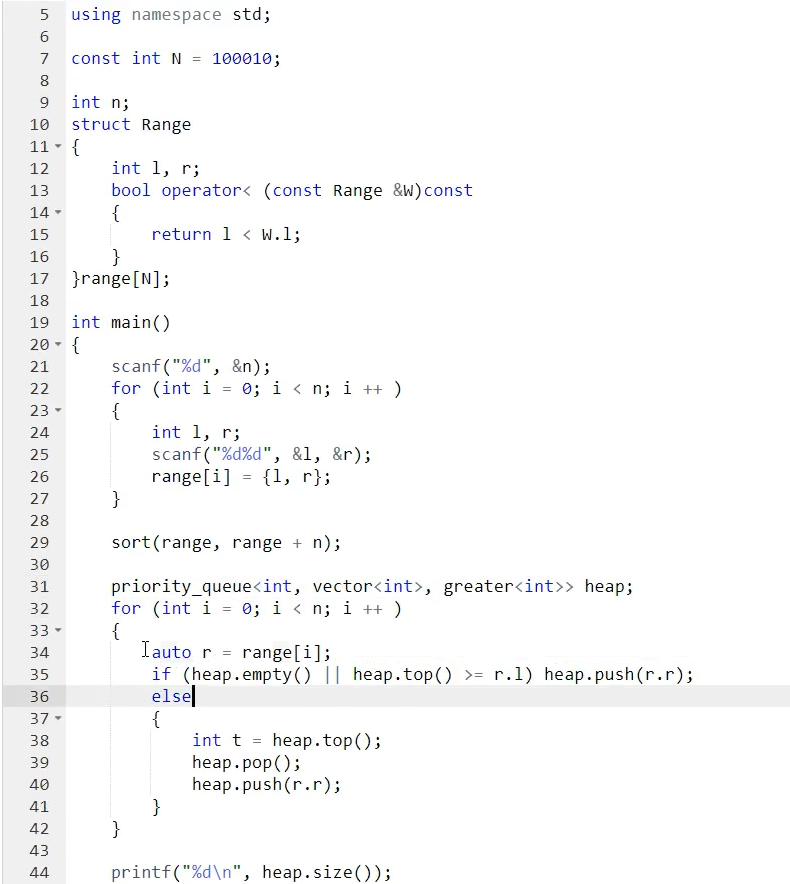 5 using namespace std;
6
7 const int N = 100010;
8
9 int n;
10 struct Range
11 {
12     int l, r;
13     bool operator< (const Range &W)const
14     {
15         return l < W.l;
16     }
17 }range[N];
18
19 int main()
20 {
21     scanf("%d", &n);
22     for (int i = 0; i < n; i ++ )
23     {
24         int l, r;
25         scanf("%d%d", &l, &r);
26         range[i] = {l, r};
27     }
28
29     sort(range, range + n);
30
31     priority_queue<int, vector<int>, greater<int>> heap;
32     for (int i = 0; i < n; i ++ )
33     {
34         auto r = range[i];
35         if (heap.empty() || heap.top() >= r.l) heap.push(r.r);
36         else
37         {
38             int t = heap.top();
39             heap.pop();
40             heap.push(r.r);
41         }
42     }
43
44     printf("%d\n", heap.size());